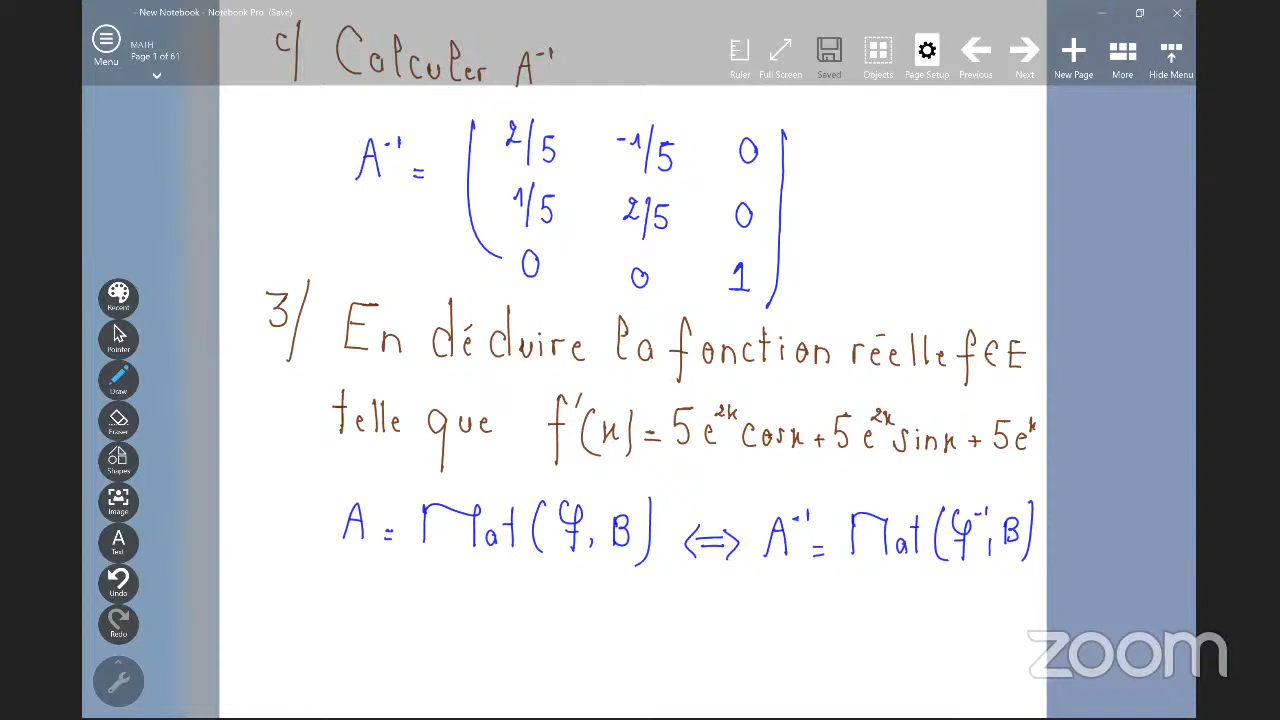 – New Notebook - Notebook Pro. (Save)
Menu
MATH
Page 1 of 61
Ruler Full Screen Saved Objects Page Setup Previous Next New Page More Hide Menu
c/ Calculer A⁻¹
A⁻¹ = ( 2/5 -1/5 0
1/5 2/5 0
0 0 1 )
3/ En déduire la fonction réelle f ∈ E
telle que f'(x) = 5e^2x cosx + 5e^2x sinx + 5e^x
A = Mat(φ, B) <=> A⁻¹ = Mat(φ⁻¹, B)
Recent
Pointer
Draw
Eraser
Shapes
Image
A
Text
Undo
Redo
zoom